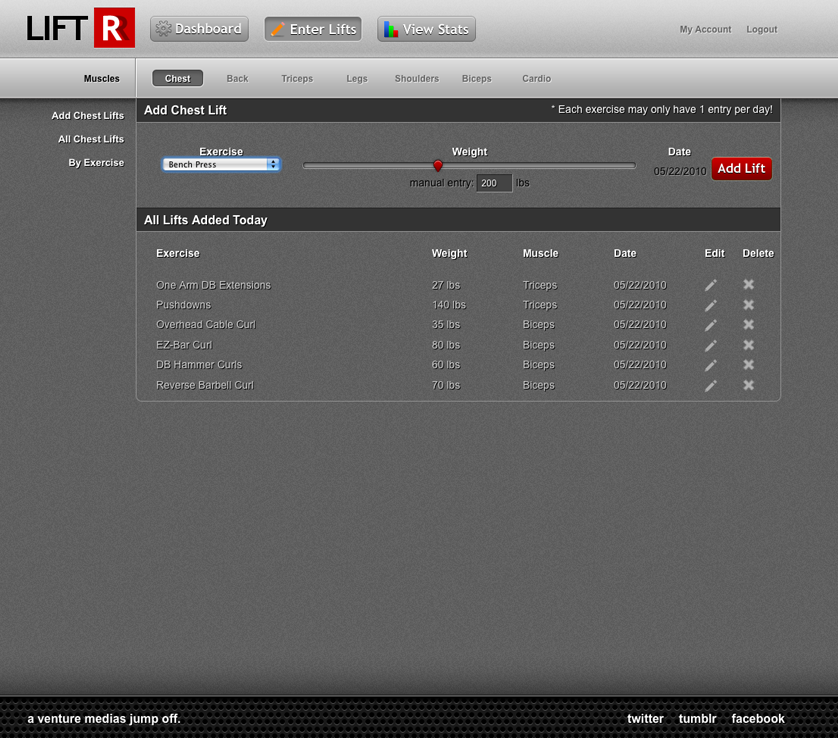 LIFT R
Dashboard
Enter Lifts
View Stats
My Account
Logout
Muscles
Chest
Back
Triceps
Legs
Shoulders
Biceps
Cardio
Add Chest Lifts
All Chest Lifts
By Exercise
Add Chest Lift
* Each exercise may only have 1 entry per day!
Exercise
Weight
Date
Bench Press
05/22/2010
Add Lift
manual entry: 200 lbs
All Lifts Added Today
Exercise Weight Muscle Date Edit Delete
One Arm DB Extensions 27 lbs Triceps 05/22/2010
Pushdowns 140 lbs Triceps 05/22/2010
Overhead Cable Curl 35 lbs Biceps 05/22/2010
EZ-Bar Curl 80 lbs Biceps 05/22/2010
DB Hammer Curls 60 lbs Biceps 05/22/2010
Reverse Barbell Curl 70 lbs Biceps 05/22/2010
a venture medias jump off.
twitter tumblr facebook